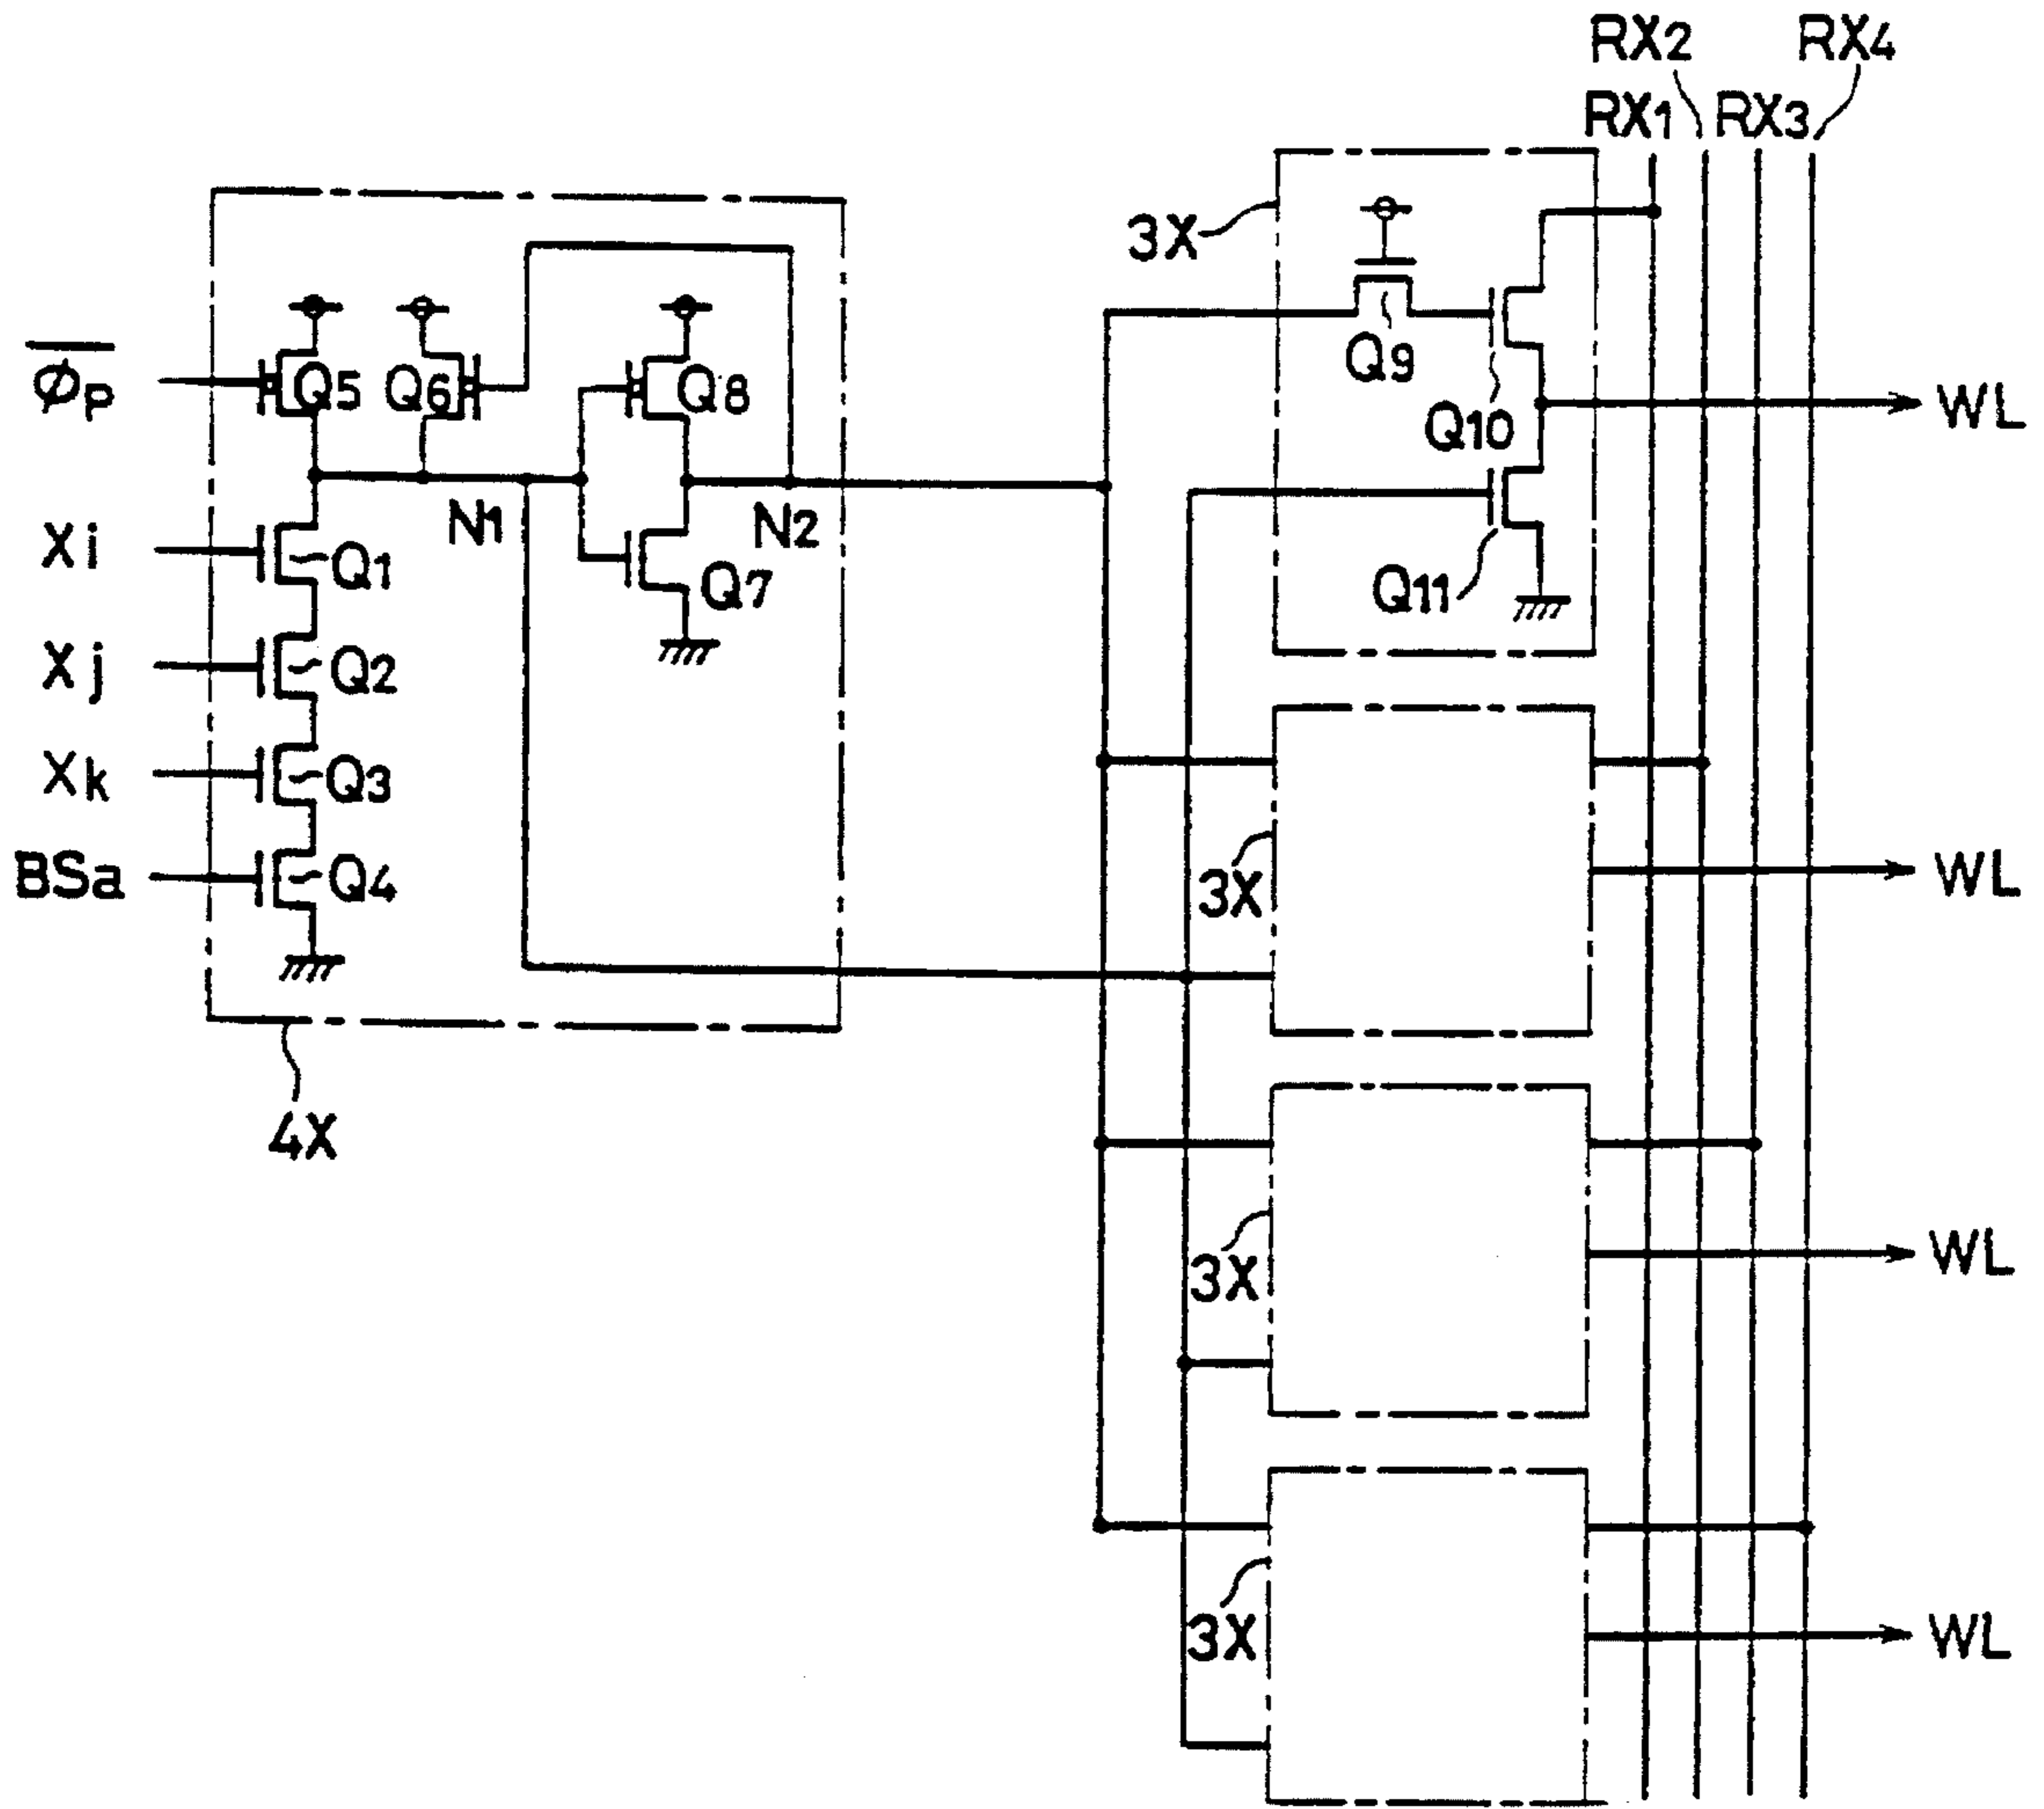 RX2 RX4
RX1 RX3
3X
Q9
Q10
WL
Q11
φ̅P̅
Q5 Q6 Q8
N1 N2
Xi Q1
Q7
Xj Q2
Xk Q3
BSa Q4
4X
3X
WL
3X
WL
3X
WL